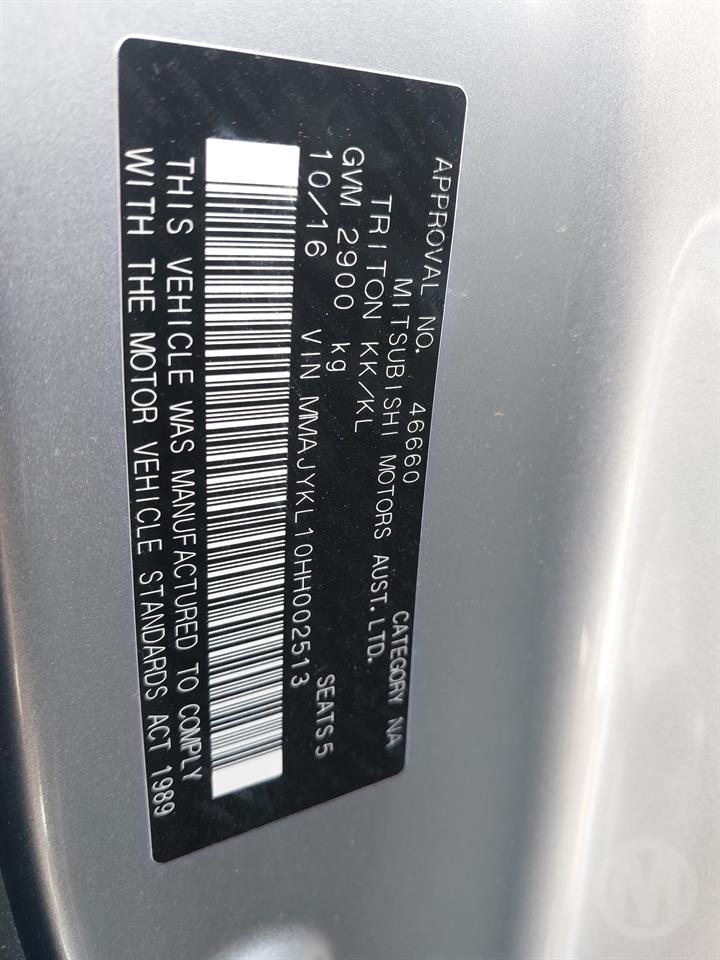 APPROVAL NO. 46660 CATEGORY NA
MITSUBISHI MOTORS AUST. LTD.
TRITON KK/KL
GVM 2900 kg SEATS 5
10/16 VIN MMAJYKL10HH002513
THIS VEHICLE WAS MANUFACTURED TO COMPLY
WITH THE MOTOR VEHICLE STANDARDS ACT 1989
M